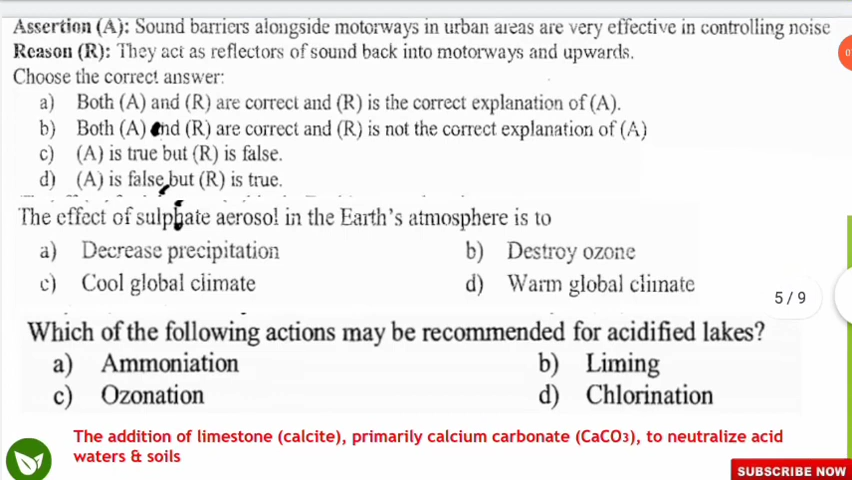 Assertion (A): Sound barriers alongside motorways in urban areas are very effective in controlling noise
Reason (R): They act as reflectors of sound back into motorways and upwards.
Choose the correct answer:
a) Both (A) and (R) are correct and (R) is the correct explanation of (A).
b) Both (A) and (R) are correct and (R) is not the correct explanation of (A)
c) (A) is true but (R) is false.
d) (A) is false but (R) is true.
The effect of sulphate aerosol in the Earth's atmosphere is to
a) Decrease precipitation b) Destroy ozone
c) Cool global climate d) Warm global climate
5 / 9
Which of the following actions may be recommended for acidified lakes?
a) Ammoniation b) Liming
c) Ozonation d) Chlorination
The addition of limestone (calcite), primarily calcium carbonate (CaCO3), to neutralize acid
waters & soils
SUBSCRIBE NOW